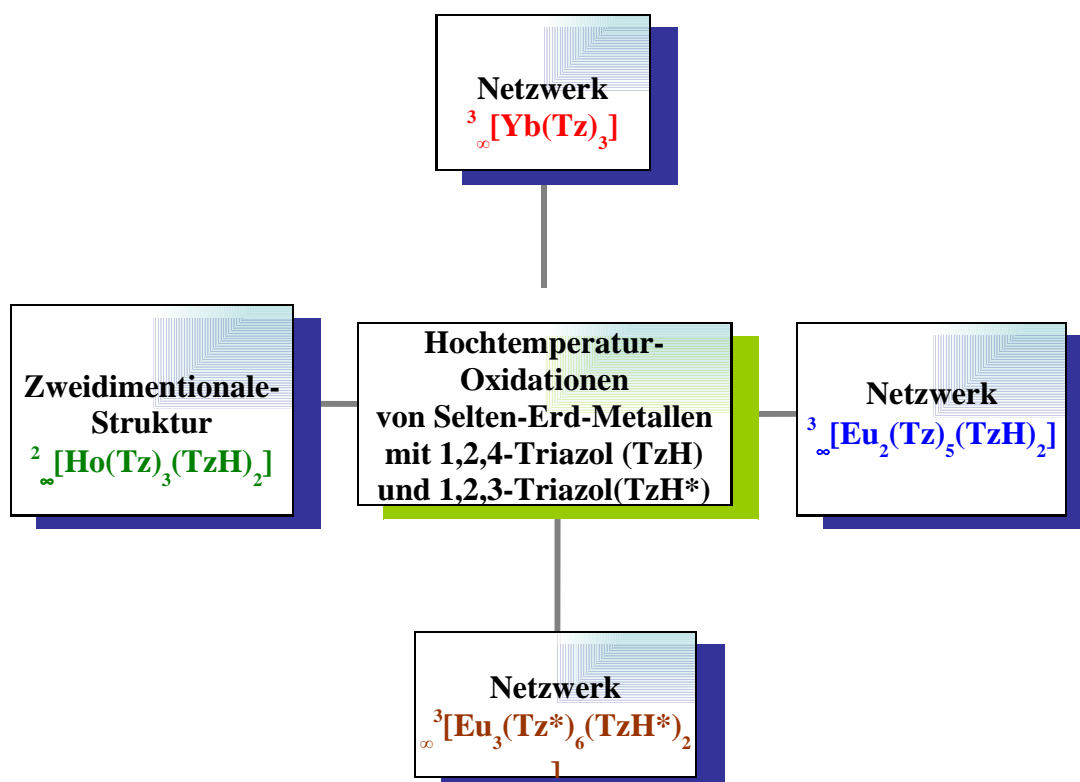 Netzwerk
³∞[Yb(Tz)₃]
Zweidimentionale-
Struktur
²∞[Ho(Tz)₃(TzH)₂]
Hochtemperatur-
Oxidationen
von Selten-Erd-Metallen
mit 1,2,4-Triazol (TzH)
und 1,2,3-Triazol(TzH*)
Netzwerk
³∞[Eu₂(Tz)₅(TzH)₂]
Netzwerk
∞³[Eu₃(Tz*)₆(TzH*)₂
]